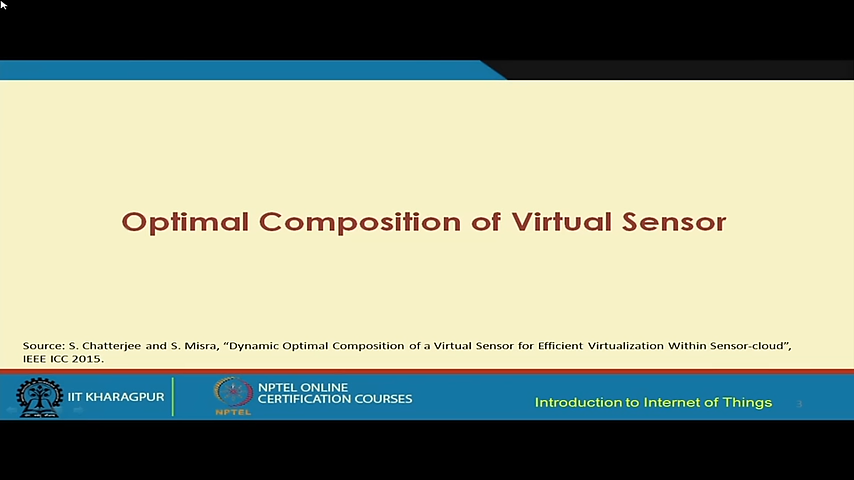 Optimal Composition of Virtual Sensor
Source: S. Chatterjee and S. Misra, “Dynamic Optimal Composition of a Virtual Sensor for Efficient Virtualization Within Sensor-cloud”,
IEEE ICC 2015.
IIT KHARAGPUR
NPTEL
NPTEL ONLINE
CERTIFICATION COURSES
Introduction to Internet of Things
3